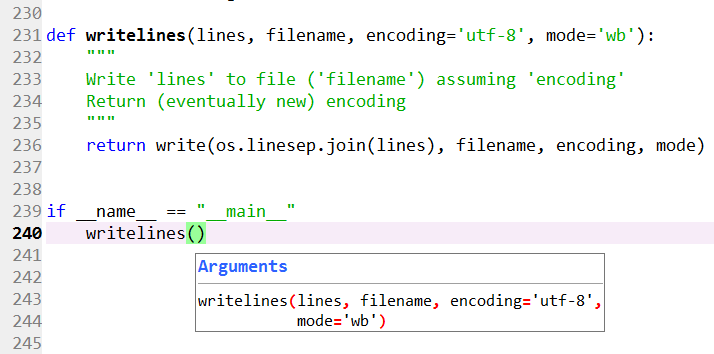 230
231 def writelines(lines, filename, encoding='utf-8', mode='wb'):
232     """
233     Write 'lines' to file ('filename') assuming 'encoding'
234     Return (eventually new) encoding
235     """
236     return write(os.linesep.join(lines), filename, encoding, mode)
237
238
239 if __name__ == "__main__"
240     writelines()
241
Arguments
242
243 writelines(lines, filename, encoding='utf-8',
244 mode='wb')
245